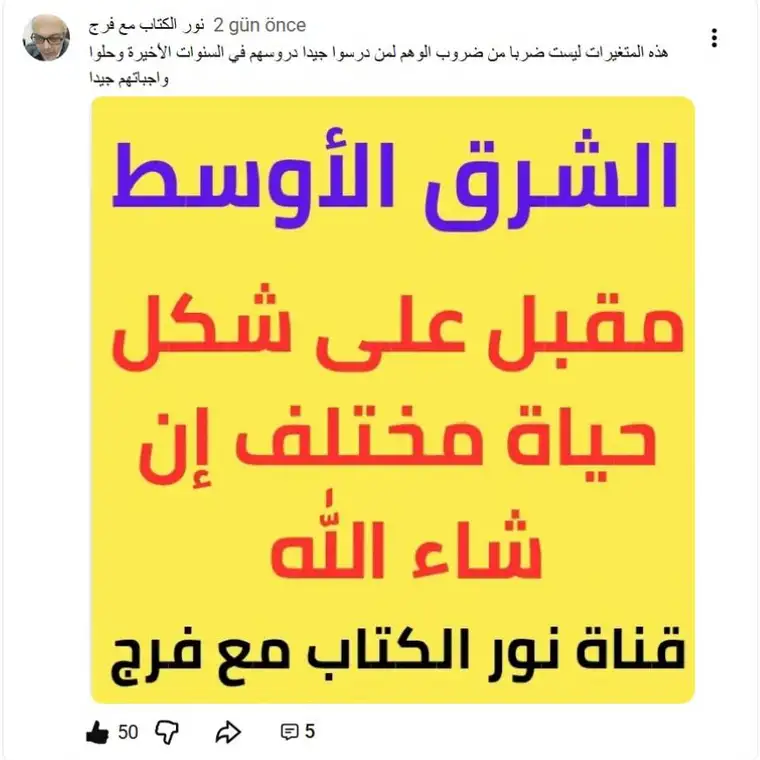 نور الكتاب مع فرج 2 gün önce
هذه المتغيرات ليست ضربا من ضروب الوهم لمن درسوا جيدا دروسهم في السنوات الأخيرة وحلوا
واجباتهم جيدا
الشرق الأوسط
مقبل على شكل
حياة مختلف إن
شاء الله
قناة نور الكتاب مع فرج
50
5